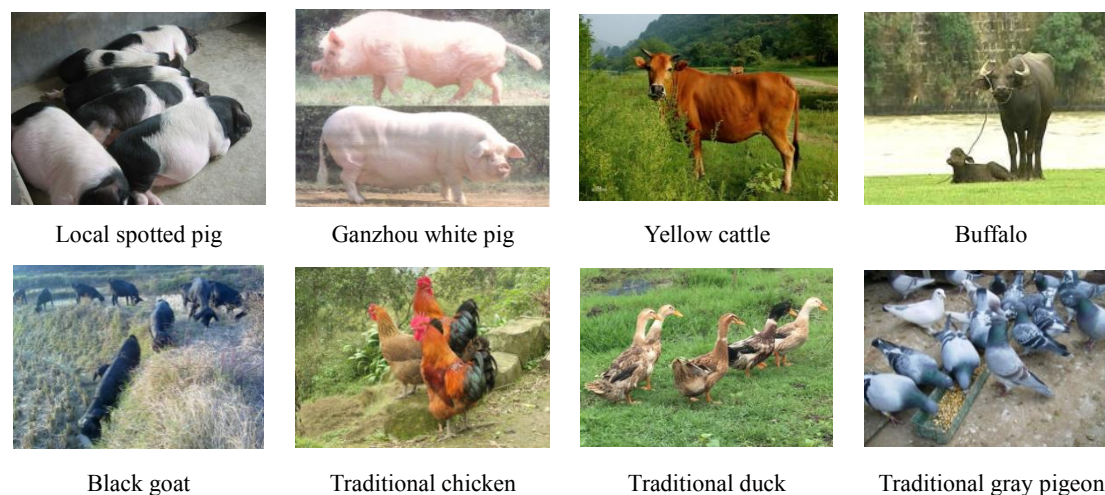 Local spotted pig
Ganzhou white pig
Yellow cattle
Buffalo
Black goat
Traditional chicken
Traditional duck
Traditional gray pigeon